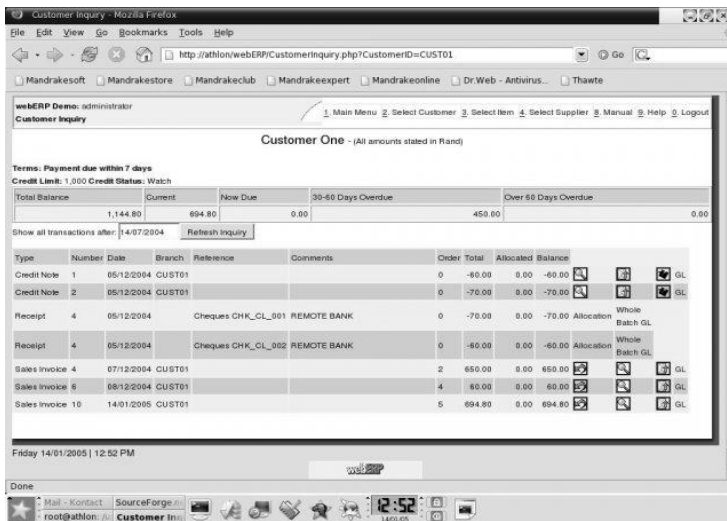 Customer Inquiry - Mozilla Firefox
File Edit View Go Bookmarks Tools Help
http://athlon/webERP/CustomerInquiry.php?CustomerID=CUST01 Go
Mandrakesoft Mandrakestore Mandrakeclub Mandrakeexpert Mandrakeonline Dr.Web - Antivirus... Thawte
webERP Demo: administrator
Customer Inquiry
1. Main Menu 2. Select Customer 3. Select Item 4. Select Supplier 8. Manual 9. Help 0. Logout
Customer One - (All amounts stated in Rand)
Terms: Payment due within 7 days
Credit Limit: 1,000 Credit Status: Watch
Total Balance Current Now Due 30-60 Days Overdue Over 60 Days Overdue
1,144.80 694.80 0.00 450.00 0.00
Show all transactions after: 14/07/2004 Refresh Inquiry
Type Number Date Branch Reference Comments Order Total Allocated Balance
Credit Note 1 05/12/2004 CUST01 0 -60.00 0.00 -60.00 GL
Credit Note 2 05/12/2004 CUST01 0 -70.00 0.00 -70.00 GL
Receipt 4 05/12/2004 Cheques CHK_CL_001 REMOTE BANK 0 -70.00 0.00 -70.00 Allocation Whole Batch GL
Receipt 4 05/12/2004 Cheques CHK_CL_002 REMOTE BANK 0 -60.00 0.00 -60.00 Allocation Whole Batch GL
Sales Invoice 4 07/12/2004 CUST01 2 650.00 0.00 650.00 GL
Sales Invoice 6 08/12/2004 CUST01 4 60.00 0.00 60.00 GL
Sales Invoice 10 14/01/2005 CUST01 5 694.80 0.00 694.80 GL
Friday 14/01/2005 | 12:52 PM
webERP
Done
Mail - Kontact SourceForge
root@athlon: Customer In
12:52
14/01/05